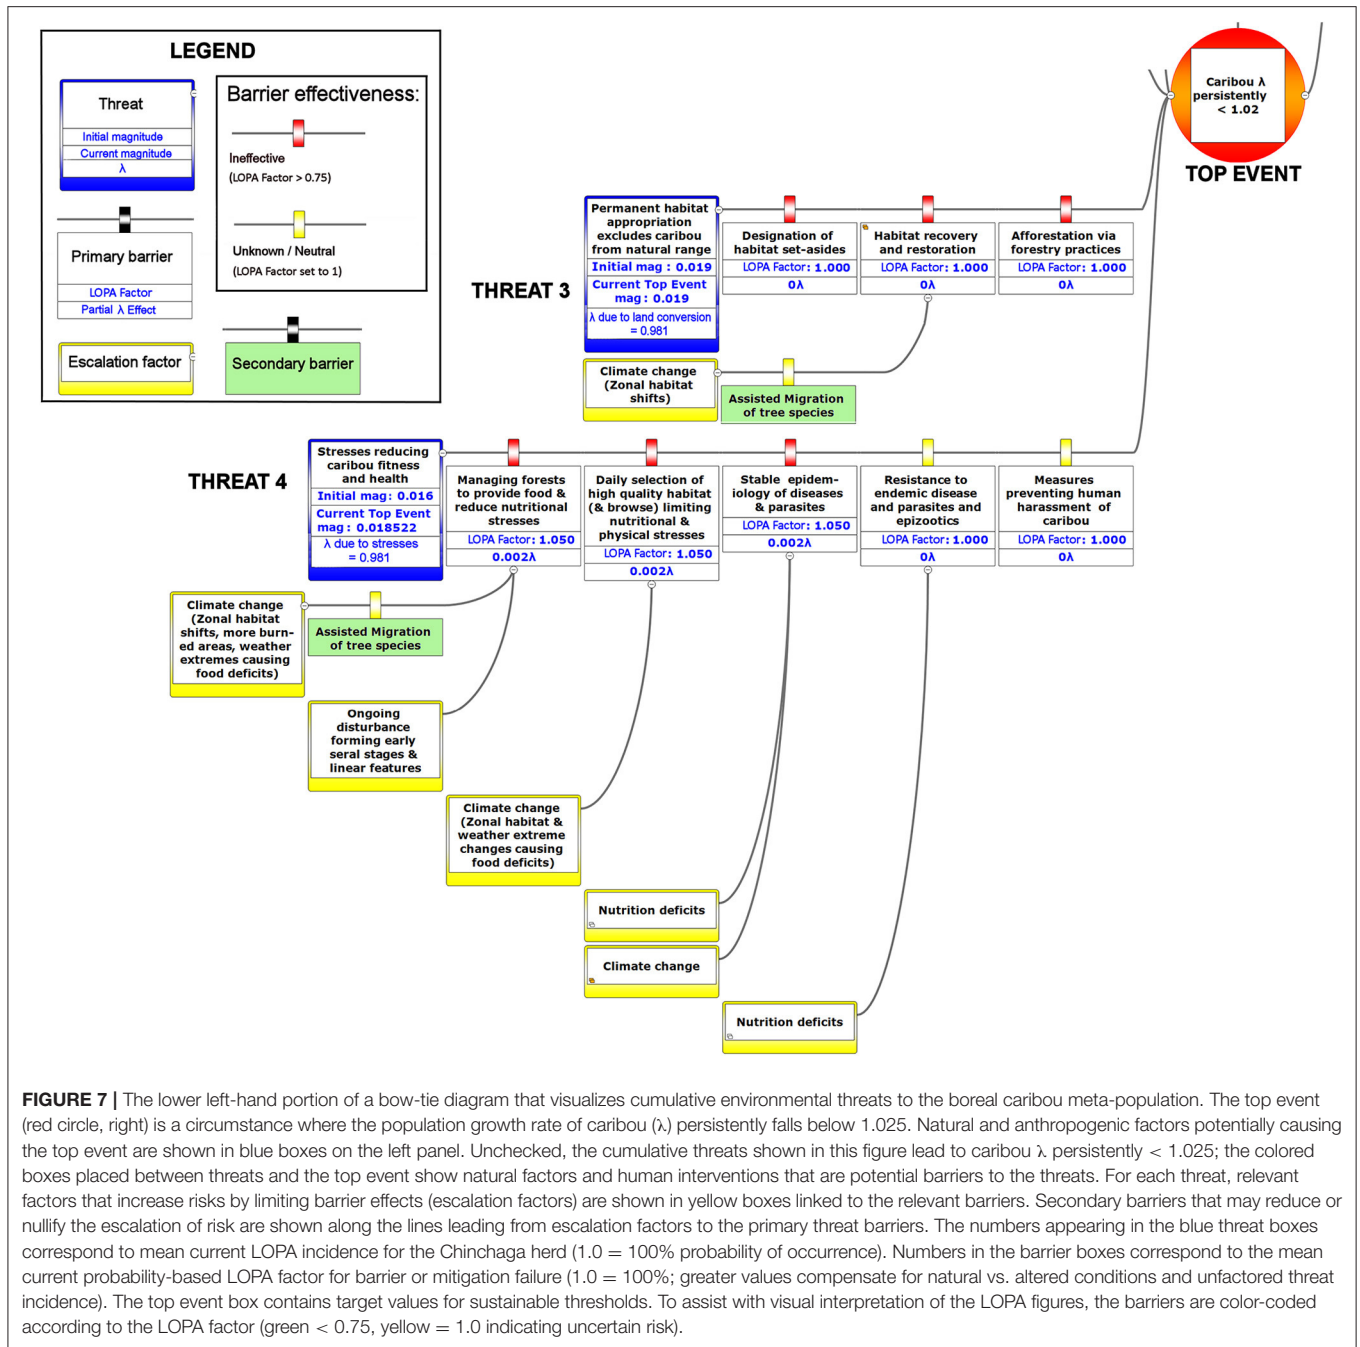 LEGEND
Threat
Initial magnitude
Current magnitude
λ
Primary barrier
LOPA Factor
Partial λ Effect
Escalation factor
Barrier effectiveness:
Ineffective
(LOPA Factor > 0.75)
Unknown / Neutral
(LOPA Factor set to 1)
Secondary barrier
Caribou λ
persistently
< 1.02
TOP EVENT
THREAT 3
Permanent habitat
appropriation
excludes caribou
from natural range
Initial mag : 0.019
Current Top Event
mag : 0.019
λ due to land conversion
= 0.981
Designation of
habitat set-asides
LOPA Factor: 1.000
0λ
Habitat recovery
and restoration
LOPA Factor: 1.000
0λ
Afforestation via
forestry practices
LOPA Factor: 1.000
0λ
Climate change
(Zonal habitat
shifts)
Assisted Migration
of tree species
THREAT 4
Stresses reducing
caribou fitness
and health
Initial mag: 0.016
Current Top Event
mag : 0.018522
λ due to stresses
= 0.981
Managing forests
to provide food &
reduce nutritional
stresses
LOPA Factor: 1.050
0.002λ
Daily selection of
high quality habitat
(& browse) limiting
nutritional &
physical stresses
LOPA Factor: 1.050
0.002λ
Stable epidem-
iology of diseases
& parasites
LOPA Factor: 1.050
0.002λ
Resistance to
endemic disease
and parasites and
epizootics
LOPA Factor: 1.000
0λ
Measures
preventing human
harassment of
caribou
LOPA Factor: 1.000
0λ
Climate change
(Zonal habitat
shifts, more burn-
ed areas, weather
extremes causing
food deficits)
Assisted Migration
of tree species
Ongoing
disturbance
forming early
seral stages &
linear features
Climate change
(Zonal habitat &
weather extreme
changes causing
food deficits)
Nutrition deficits
Climate change
Nutrition deficits
FIGURE 7 | The lower left-hand portion of a bow-tie diagram that visualizes cumulative environmental threats to the boreal caribou meta-population. The top event
(red circle, right) is a circumstance where the population growth rate of caribou (λ) persistently falls below 1.025. Natural and anthropogenic factors potentially causing
the top event are shown in blue boxes on the left panel. Unchecked, the cumulative threats shown in this figure lead to caribou λ persistently < 1.025; the colored
boxes placed between threats and the top event show natural factors and human interventions that are potential barriers to the threats. For each threat, relevant
factors that increase risks by limiting barrier effects (escalation factors) are shown in yellow boxes linked to the relevant barriers. Secondary barriers that may reduce or
nullify the escalation of risk are shown along the lines leading from escalation factors to the primary threat barriers. The numbers appearing in the blue threat boxes
correspond to mean current LOPA incidence for the Chinchaga herd (1.0 = 100% probability of occurrence). Numbers in the barrier boxes correspond to the mean
current probability-based LOPA factor for barrier or mitigation failure (1.0 = 100%; greater values compensate for natural vs. altered conditions and unfactored threat
incidence). The top event box contains target values for sustainable thresholds. To assist with visual interpretation of the LOPA figures, the barriers are color-coded
according to the LOPA factor (green < 0.75, yellow = 1.0 indicating uncertain risk).